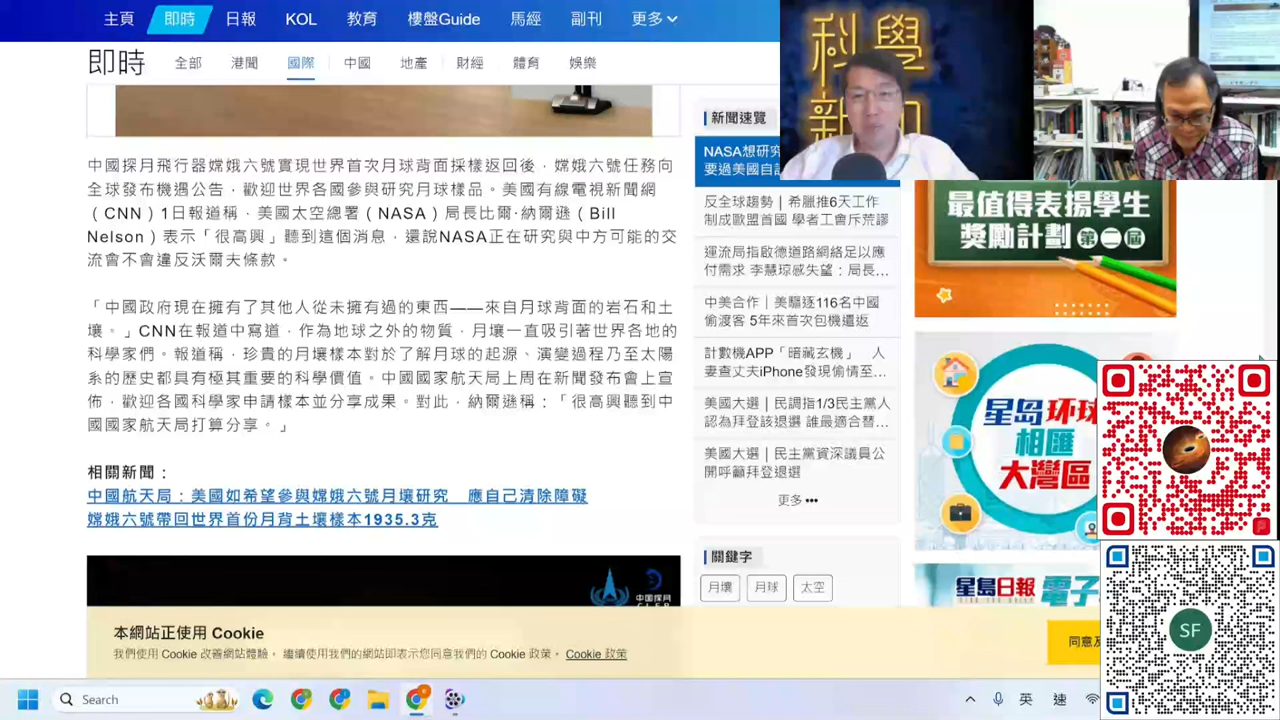 主頁 即時 日報 KOL 教育 樓盤Guide 馬經 副刊 更多
即時 全部 港聞 國際 中國 地產 財經 體育 娛樂
科學
新知
中國探月飛行器嫦娥六號實現世界首次月球背面採樣返回後，嫦娥六號任務向
全球發布機遇公告，歡迎世界各國參與研究月球樣品。美國有線電視新聞網
（CNN）1日報道稱，美國太空總署（NASA）局長比爾·納爾遜（Bill
Nelson）表示「很高興」聽到這個消息，還說NASA正在研究與中方可能的交
流會不會違反沃爾夫條款。
「中國政府現在擁有了其他人從未擁有過的東西——來自月球背面的岩石和土
壤。」CNN在報道中寫道，作為地球之外的物質，月壤一直吸引著世界各地的
科學家們。報道稱，珍貴的月壤樣本對於了解月球的起源、演變過程乃至太陽
系的歷史都具有極其重要的科學價值。中國國家航天局上周在新聞發布會上宣
佈，歡迎各國科學家申請樣本並分享成果。對此，納爾遜稱：「很高興聽到中
國國家航天局打算分享。」
相關新聞：
中國航天局：美國如希望參與嫦娥六號月壤研究 應自己清除障礙
嫦娥六號帶回世界首份月背土壤樣本1935.3克
中国探月
CLEP
新聞速覽
NASA想研究
要過美國自
反全球趨勢｜希臘推6天工作
制成歐盟首國 學者工會斥荒謬
運流局指啟德道路網絡足以應
付需求 李慧琼感失望：局長…
中美合作｜美驅逐116名中國
偷渡客 5年來首次包機遣返
計數機APP「暗藏玄機」 人
妻查丈夫iPhone發現偷情至…
美國大選｜民調指1/3民主黨人
認為拜登該退選 誰最適合替…
美國大選｜民主黨資深議員公
開呼籲拜登退選
更多 •••
關鍵字
月壤 月球 太空
最值得表揚學生
獎勵計劃 第二屆
星岛环球
相匯
大灣區
星島日報 電子
SF
本網站正使用 Cookie
我們使用 Cookie 改善網站體驗。 繼續使用我們的網站即表示您同意我們的 Cookie 政策。 Cookie 政策
同意及
Search
英 速